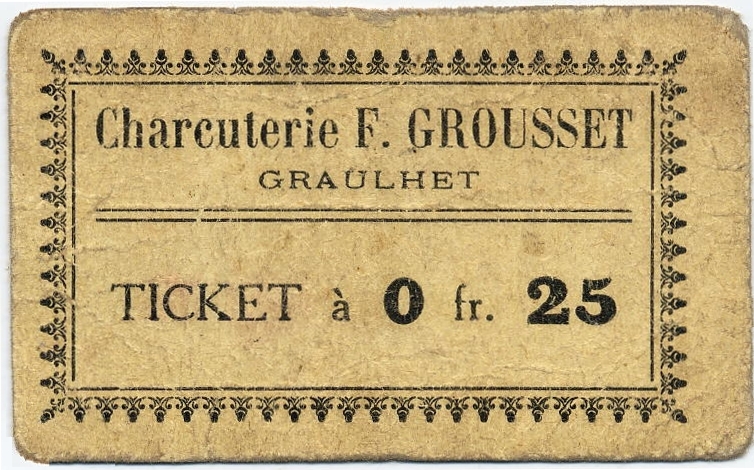 Charcuterie F. GROUSSET
GRAULHET
TICKET à 0 fr. 25